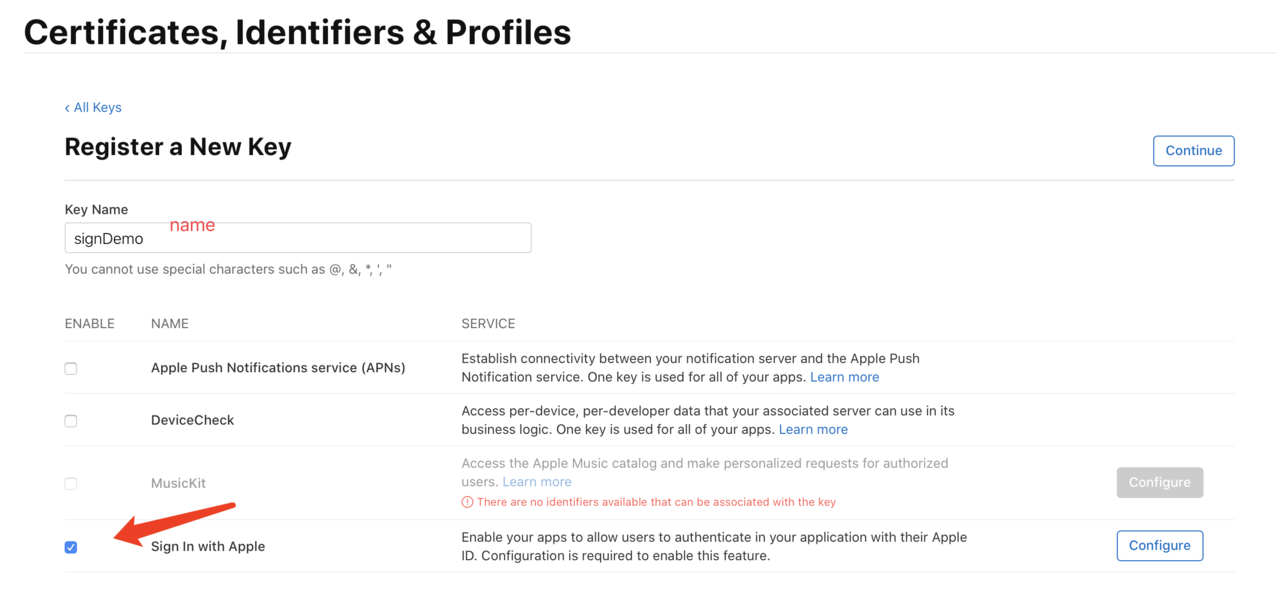 Certificates, Identifiers & Profiles
‹ All Keys
Register a New Key
Continue
Key Name
name
signDemo
You cannot use special characters such as @, &, *, ', "
ENABLE NAME SERVICE
Apple Push Notifications service (APNs)
Establish connectivity between your notification server and the Apple Push
Notification service. One key is used for all of your apps. Learn more
DeviceCheck
Access per-device, per-developer data that your associated server can use in its
business logic. One key is used for all of your apps. Learn more
MusicKit
Access the Apple Music catalog and make personalized requests for authorized
users. Learn more
There are no identifiers available that can be associated with the key
Configure
Sign In with Apple
Enable your apps to allow users to authenticate in your application with their Apple
ID. Configuration is required to enable this feature.
Configure